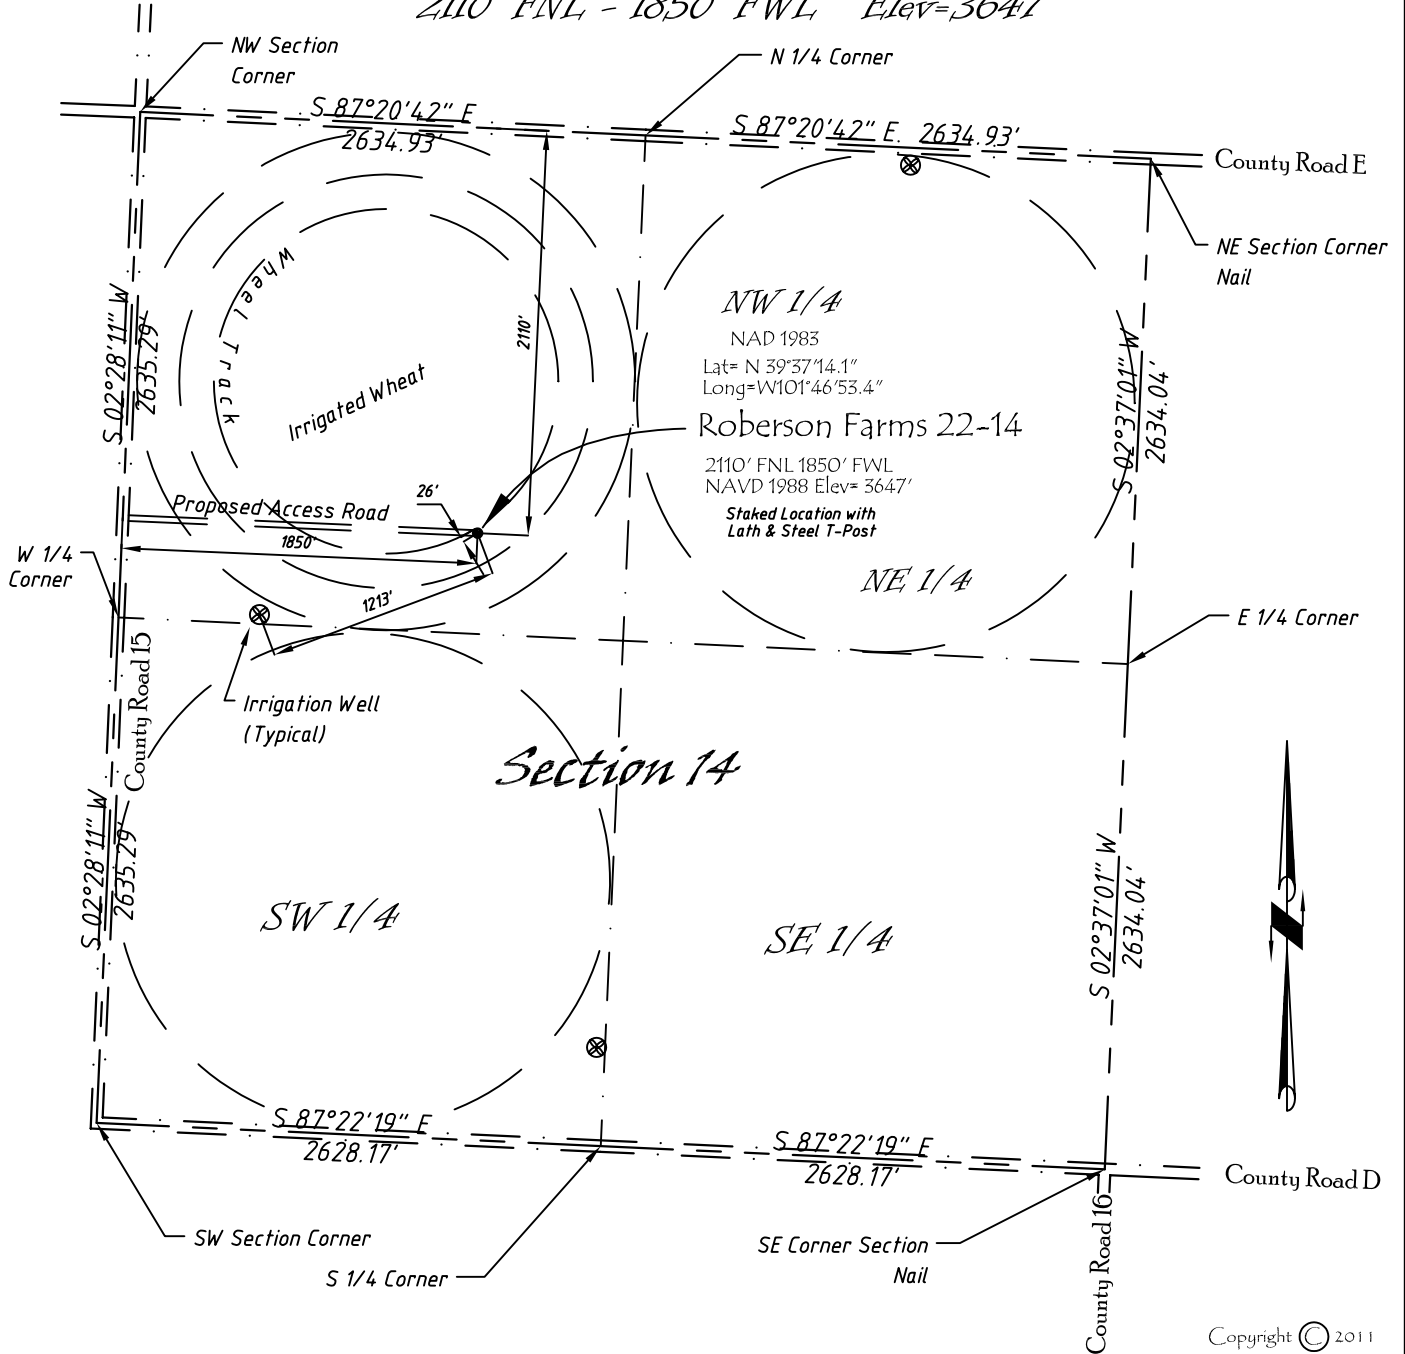 2110' FNL - 1850' FWL Elev=3647'
NW Section
Corner
N 1/4 Corner
S 87°20'42" E
2634.93'
S 87°20'42" E 2634.93'
County Road E
NE Section Corner
Nail
Wheel Track
2110'
NW 1/4
NAD 1983
Lat= N 39°37'14.1"
Long=W101°46'53.4"
S 02°28'11" W
2635.29'
S 02°37'01" W
2634.04'
Irrigated Wheat
Roberson Farms 22-14
2110' FNL 1850' FWL
NAVD 1988 Elev= 3647'
Staked Location with
Lath & Steel T-Post
26'
Proposed Access Road
1850'
W 1/4
Corner
1213'
NE 1/4
E 1/4 Corner
County Road 15
Irrigation Well
(Typical)
Section 14
S 02°28'11" W
2635.29'
SW 1/4
SE 1/4
S 02°37'01" W
2634.04'
S 87°22'19" E
2628.17'
S 87°22'19" E
2628.17'
County Road D
SW Section Corner
S 1/4 Corner
SE Corner Section
Nail
County Road 16
Copyright © 2011